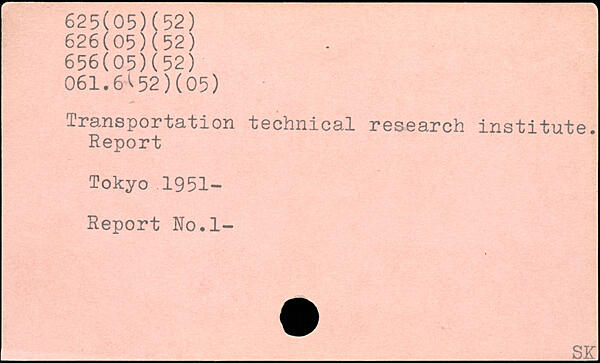 625(05)(52)
626(05)(52)
656(05)(52)
061.6(52)(05)
Transportation technical research institute.
Report
Tokyo 1951-
Report No.1-
SK